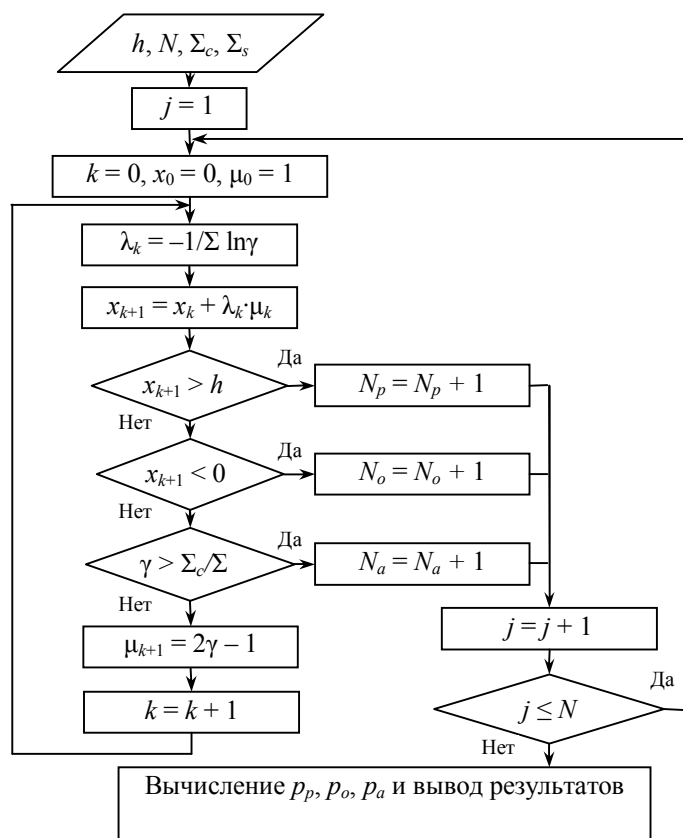 h, N, Σc, Σs
j = 1
k = 0, x0 = 0, μ0 = 1
λk = –1/Σ lnγ
xk+1 = xk + λk·μk
Да
xk+1 > h
Np = Np + 1
Нет
Да
xk+1 < 0
No = No + 1
Нет
Да
γ > Σc/Σ
Na = Na + 1
Нет
μk+1 = 2γ – 1
j = j + 1
k = k + 1
Да
j ≤ N
Нет
Вычисление pp, po, pa и вывод результатов